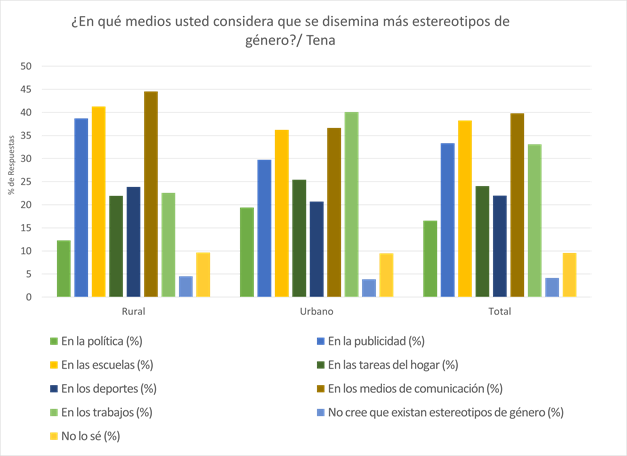 ¿En qué medios usted considera que se disemina más estereotipos de
género?/ Tena
% de Respuestas
50
45
40
35
30
25
20
15
10
5
0
Rural Urbano Total
En la política (%) En la publicidad (%)
En las escuelas (%) En las tareas del hogar (%)
En los deportes (%) En los medios de comunicación (%)
En los trabajos (%) No cree que existan estereotipos de género (%)
No lo sé (%)